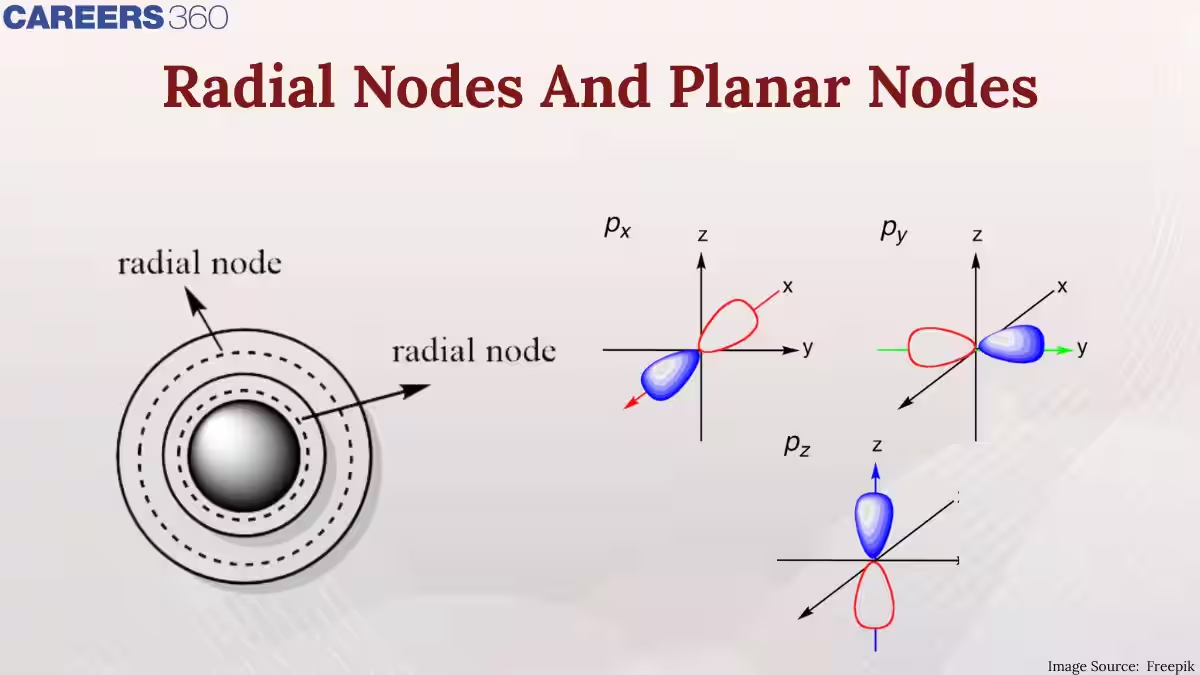 CAREERS360
Radial Nodes And Planar Nodes
radial node
radial node
px
z
x
y
py
z
x
y
pz
z
Image Source: Freepik